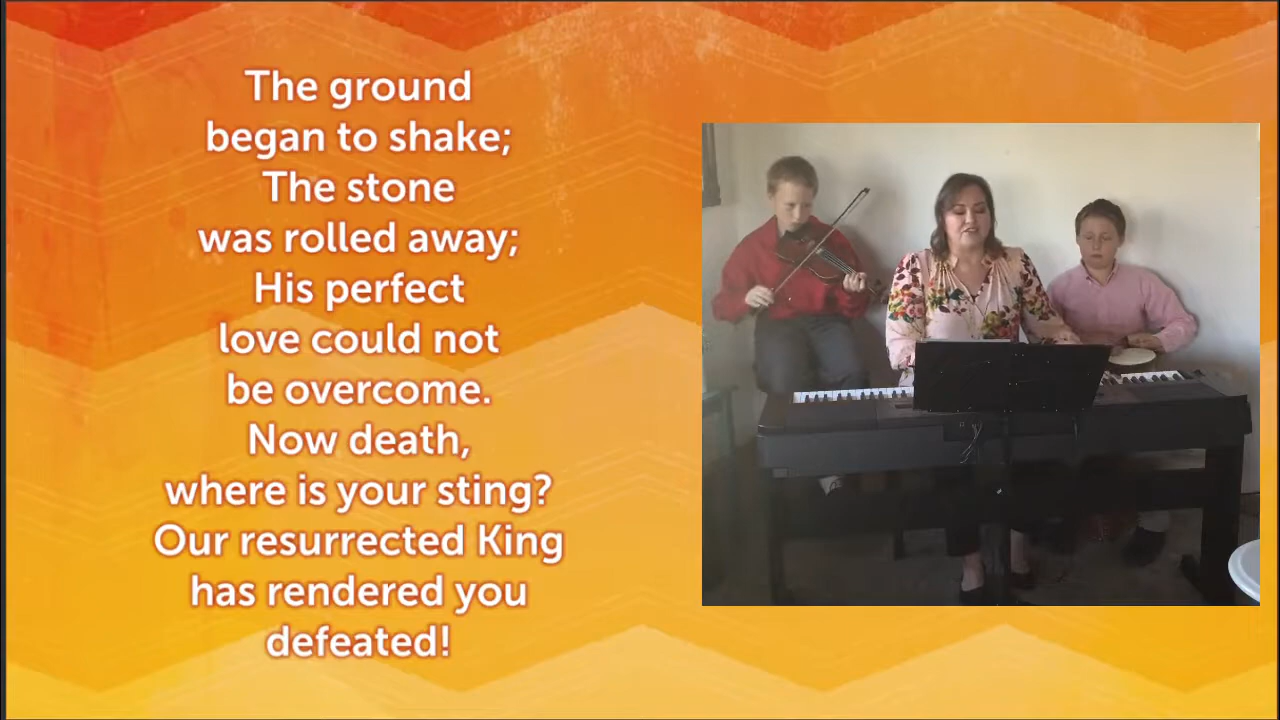 The ground
began to shake;
The stone
was rolled away;
His perfect
love could not
be overcome.
Now death,
where is your sting?
Our resurrected King
has rendered you
defeated!